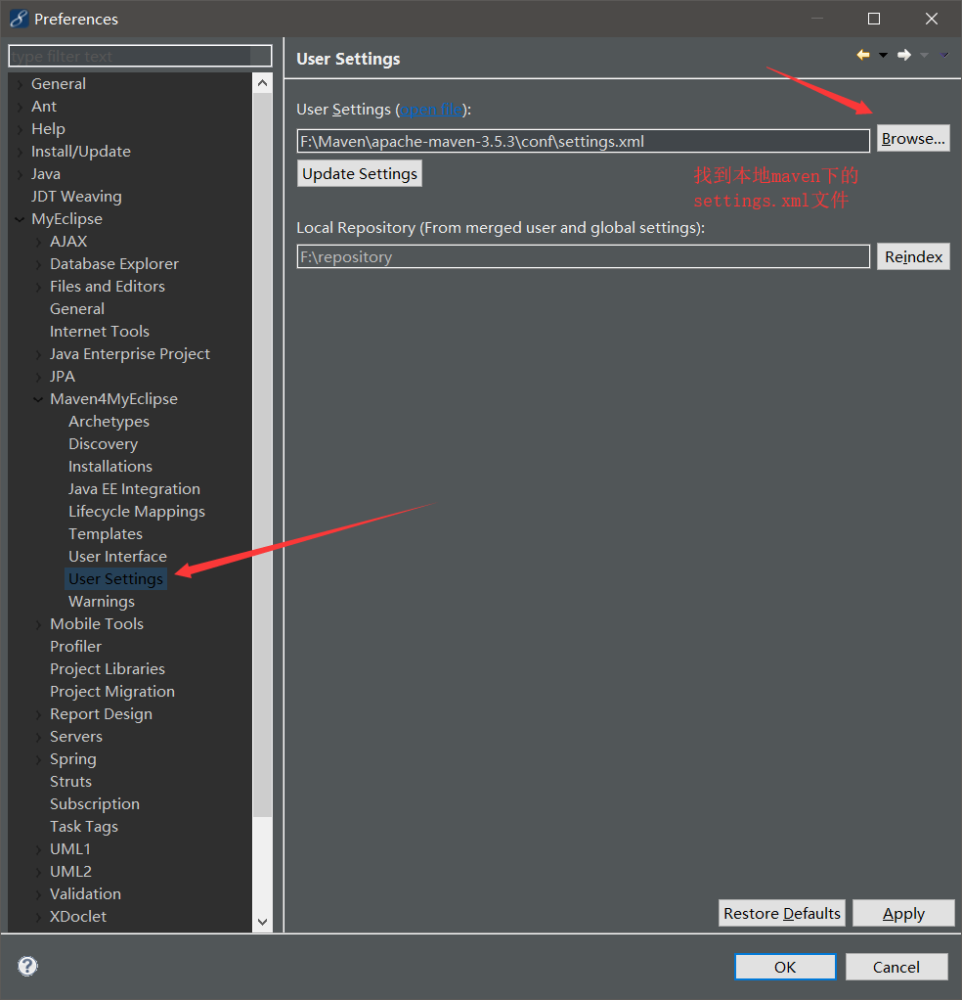 Preferences
type filter text
General
Ant
Help
Install/Update
Java
JDT Weaving
MyEclipse
AJAX
Database Explorer
Files and Editors
General
Internet Tools
Java Enterprise Project
JPA
Maven4MyEclipse
Archetypes
Discovery
Installations
Java EE Integration
Lifecycle Mappings
Templates
User Interface
User Settings
Warnings
Mobile Tools
Profiler
Project Libraries
Project Migration
Report Design
Servers
Spring
Struts
Subscription
Task Tags
UML1
UML2
Validation
XDoclet
User Settings
User Settings (open file):
F:\Maven\apache-maven-3.5.3\conf\settings.xml
Browse...
Update Settings
找到本地maven下的
settings.xml文件
Local Repository (From merged user and global settings):
F:\repository
Reindex
Restore Defaults
Apply
OK
Cancel